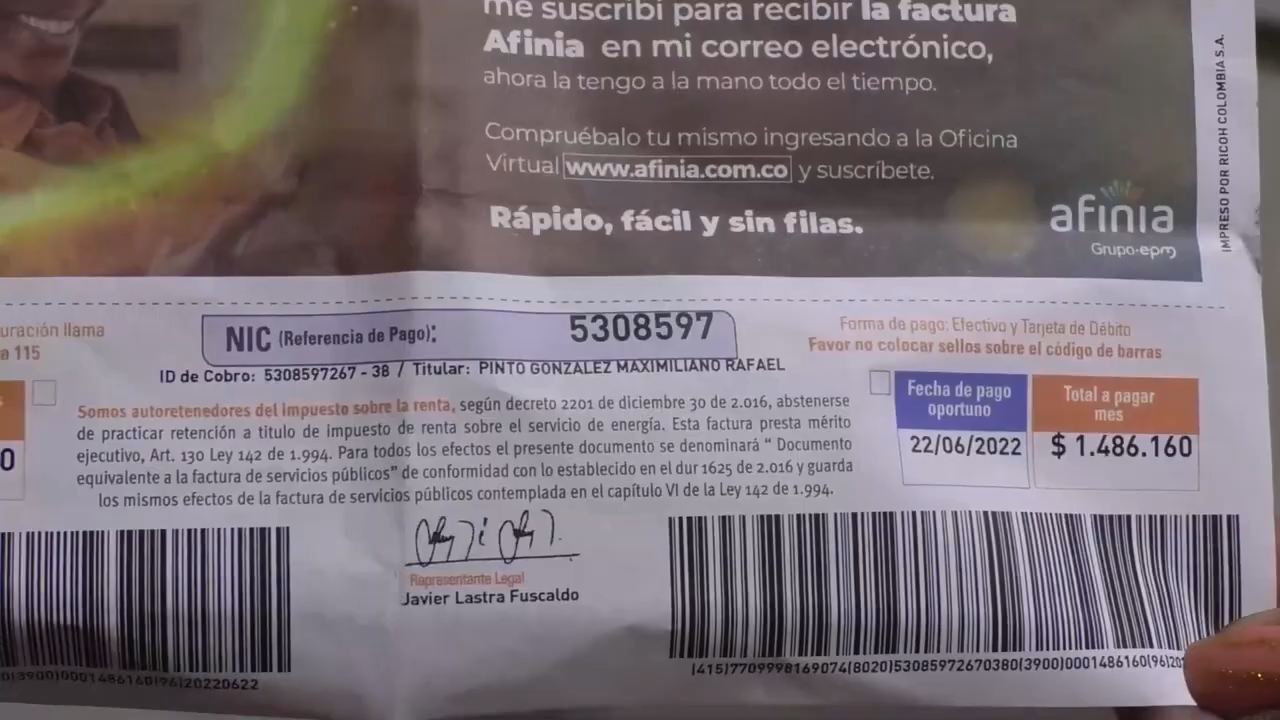 me suscribí para recibir la factura
Afinia en mi correo electrónico,
ahora la tengo a la mano todo el tiempo.
Compruébalo tu mismo ingresando a la Oficina
Virtual www.afinia.com.co y suscríbete.
Rápido, fácil y sin filas.
afinia
Grupo·epm
IMPRESO POR RICOH COLOMBIA S.A.
uración llama
a 115
NIC (Referencia de Pago): 5308597
Forma de pago: Efectivo y Tarjeta de Débito
Favor no colocar sellos sobre el código de barras
ID de Cobro: 5308597267 - 38 / Titular: PINTO GONZALEZ MAXIMILIANO RAFAEL
Somos autoretenedores del impuesto sobre la renta, según decreto 2201 de diciembre 30 de 2.016, abstenerse
de practicar retención a titulo de impuesto de renta sobre el servicio de energía. Esta factura presta mérito
ejecutivo, Art. 130 Ley 142 de 1.994. Para todos los efectos el presente documento se denominará “ Documento
equivalente a la factura de servicios públicos” de conformidad con lo establecido en el dur 1625 de 2.016 y guarda
los mismos efectos de la factura de servicios públicos contemplada en el capítulo VI de la Ley 142 de 1.994.
Fecha de pago
oportuno
22/06/2022
Total a pagar
mes
$ 1.486.160
0
Representante Legal
Javier Lastra Fuscaldo
0(3900)0001486160(96)20220622
(415)7709998169074(8020)53085972670380(3900)0001486160(96)202